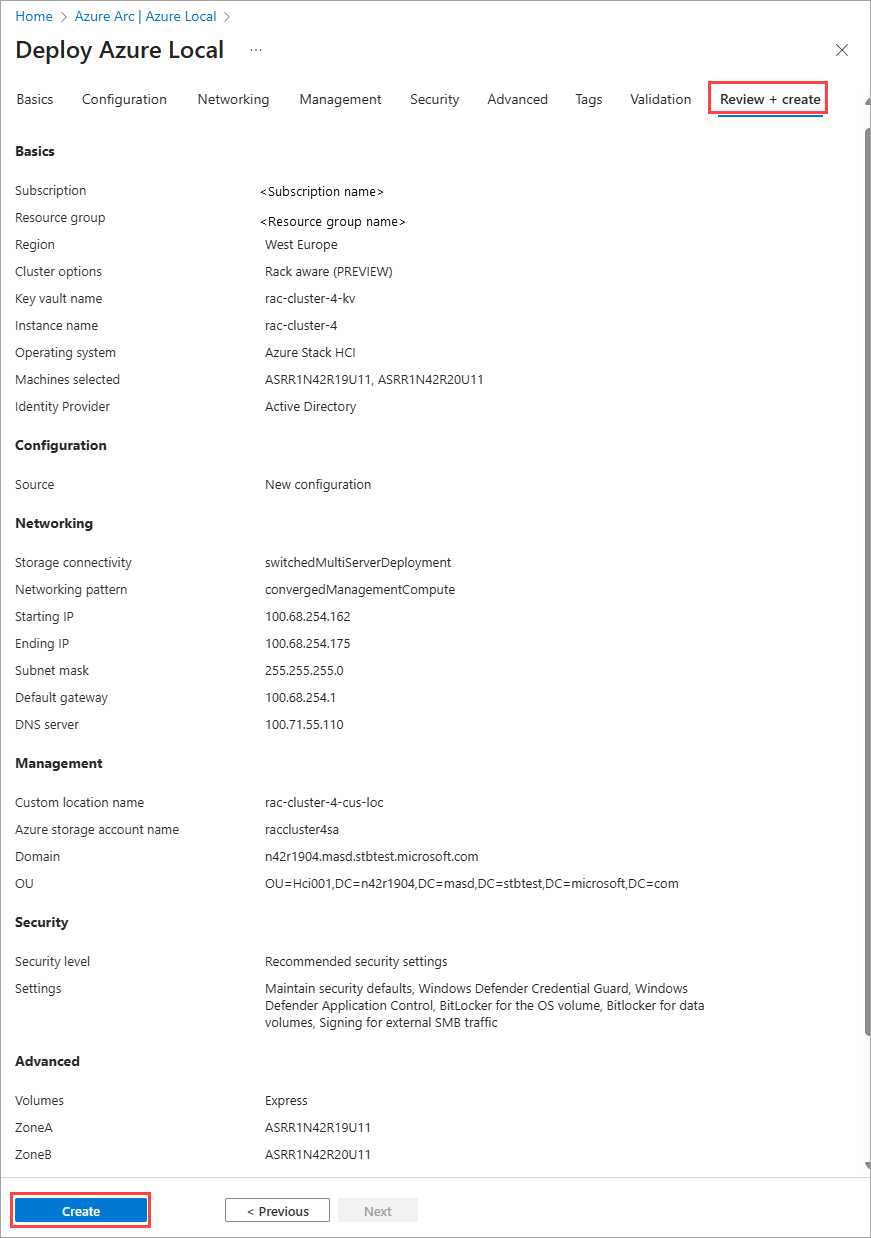 Home > Azure Arc | Azure Local >
Deploy Azure Local ...
Basics Configuration Networking Management Security Advanced Tags Validation Review + create
Basics
Subscription <Subscription name>
Resource group <Resource group name>
Region West Europe
Cluster options Rack aware (PREVIEW)
Key vault name rac-cluster-4-kv
Instance name rac-cluster-4
Operating system Azure Stack HCI
Machines selected ASRR1N42R19U11, ASRR1N42R20U11
Identity Provider Active Directory
Configuration
Source New configuration
Networking
Storage connectivity switchedMultiServerDeployment
Networking pattern convergedManagementCompute
Starting IP 100.68.254.162
Ending IP 100.68.254.175
Subnet mask 255.255.255.0
Default gateway 100.68.254.1
DNS server 100.71.55.110
Management
Custom location name rac-cluster-4-cus-loc
Azure storage account name raccluster4sa
Domain n42r1904.masd.stbtest.microsoft.com
OU OU=Hci001,DC=n42r1904,DC=masd,DC=stbtest,DC=microsoft,DC=com
Security
Security level Recommended security settings
Settings Maintain security defaults, Windows Defender Credential Guard, Windows
Defender Application Control, BitLocker for the OS volume, Bitlocker for data
volumes, Signing for external SMB traffic
Advanced
Volumes Express
ZoneA ASRR1N42R19U11
ZoneB ASRR1N42R20U11
Create < Previous Next